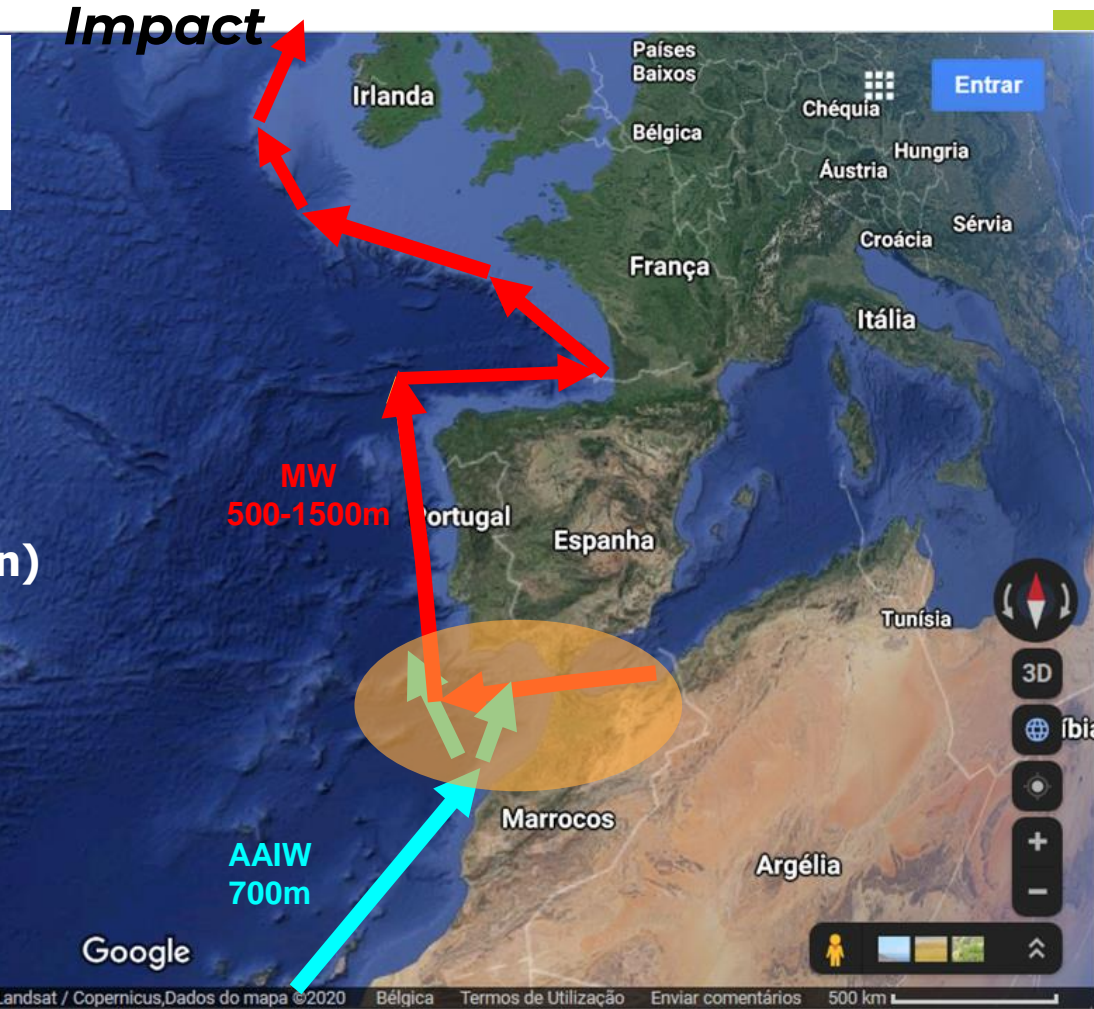 Impact
Países
Baixos
Irlanda
Entrar
Chéquia
Bélgica
Hungria
Áustria
Sérvia
Croácia
França
Itália
MW
500-1500m
Portugal
Espanha
n)
Tunísia
3D
íbia
Marrocos
AAIW
700m
Argélia
Google
Landsat / Copernicus,Dados do mapa ©2020 Bélgica Termos de Utilização Enviar comentários 500 km